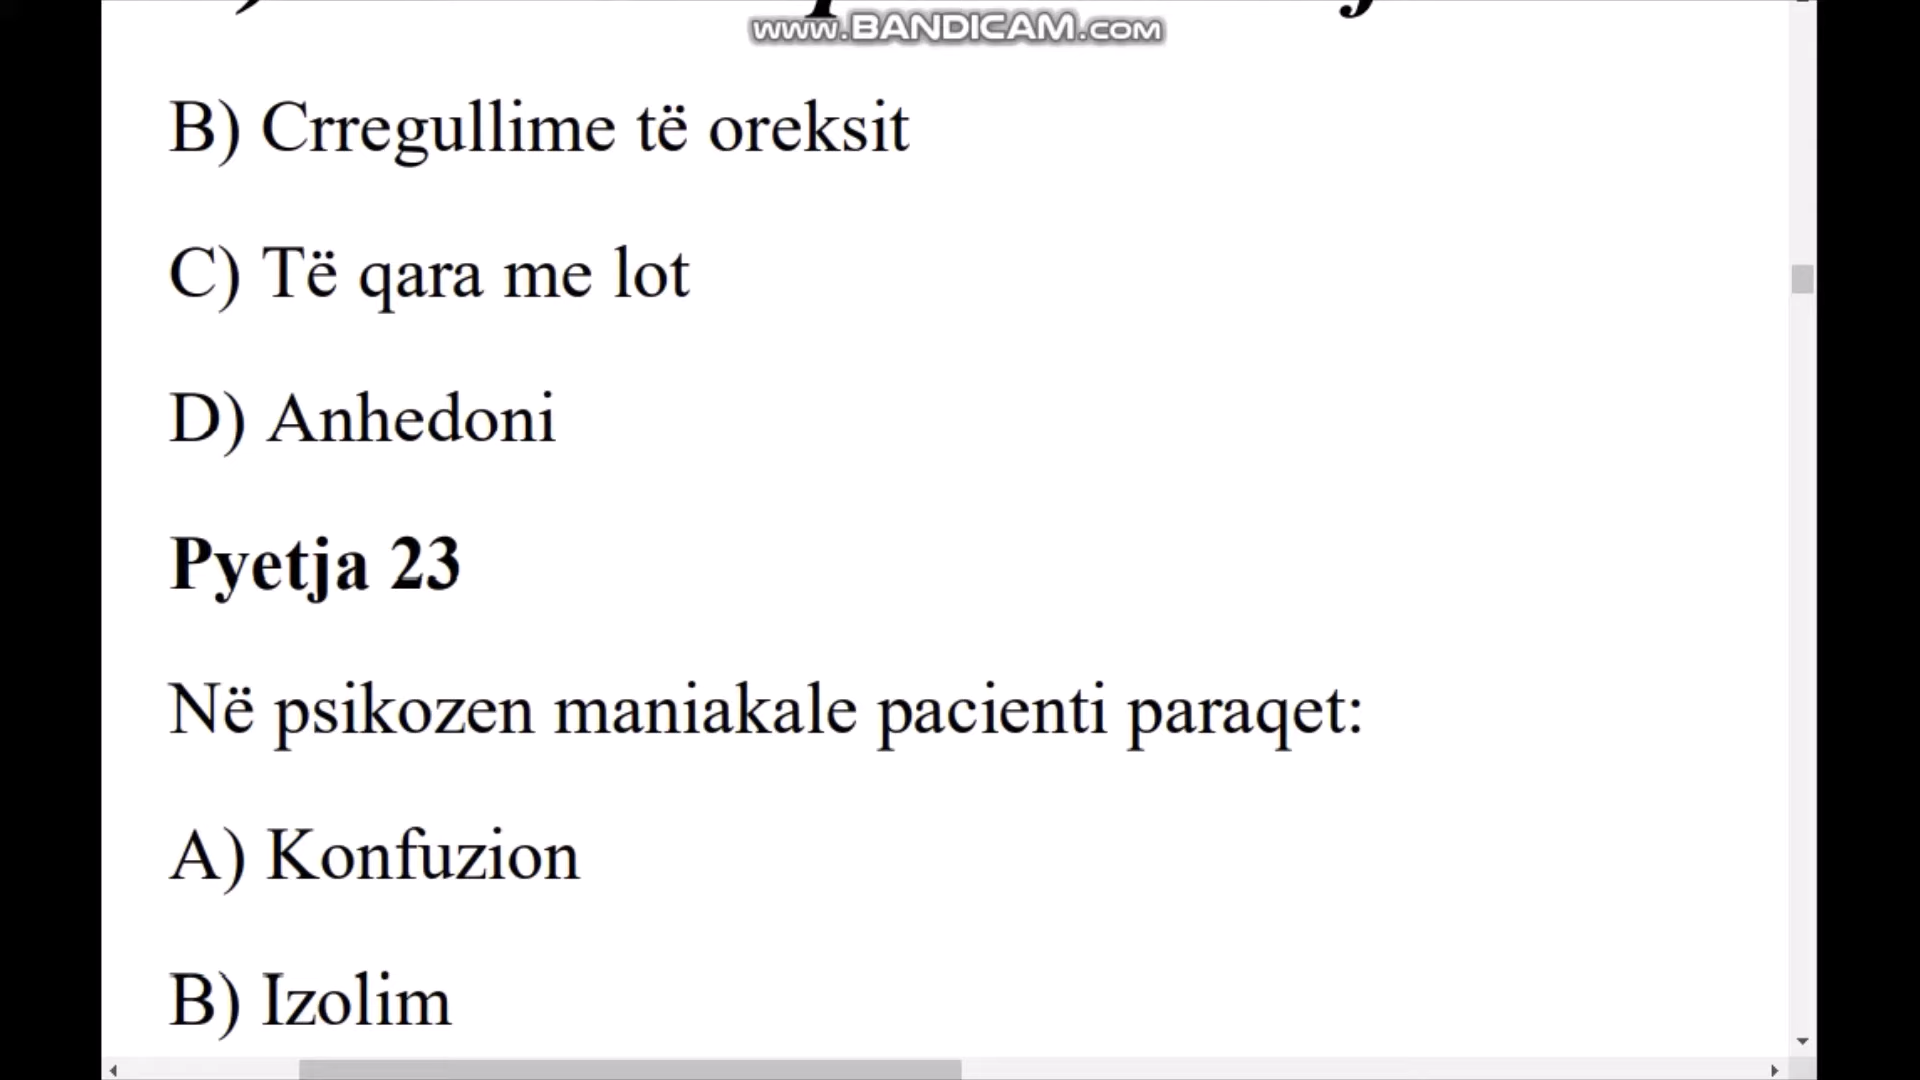 www.BANDICAM.com
B) Crregullime të oreksit
C) Të qara me lot
D) Anhedoni
Pyetja 23
Në psikozen maniakale pacienti paraqet:
A) Konfuzion
B) Izolim